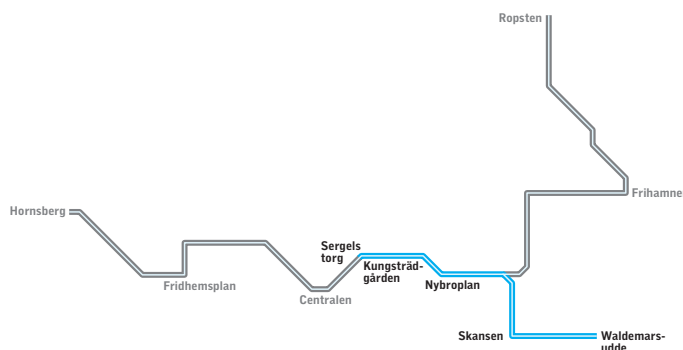 Ropsten
Frihamne
Hornsberg
Sergels
torg
Kungsträd-
gården
Fridhemsplan
Nybroplan
Centralen
Skansen
Waldemars-
udde